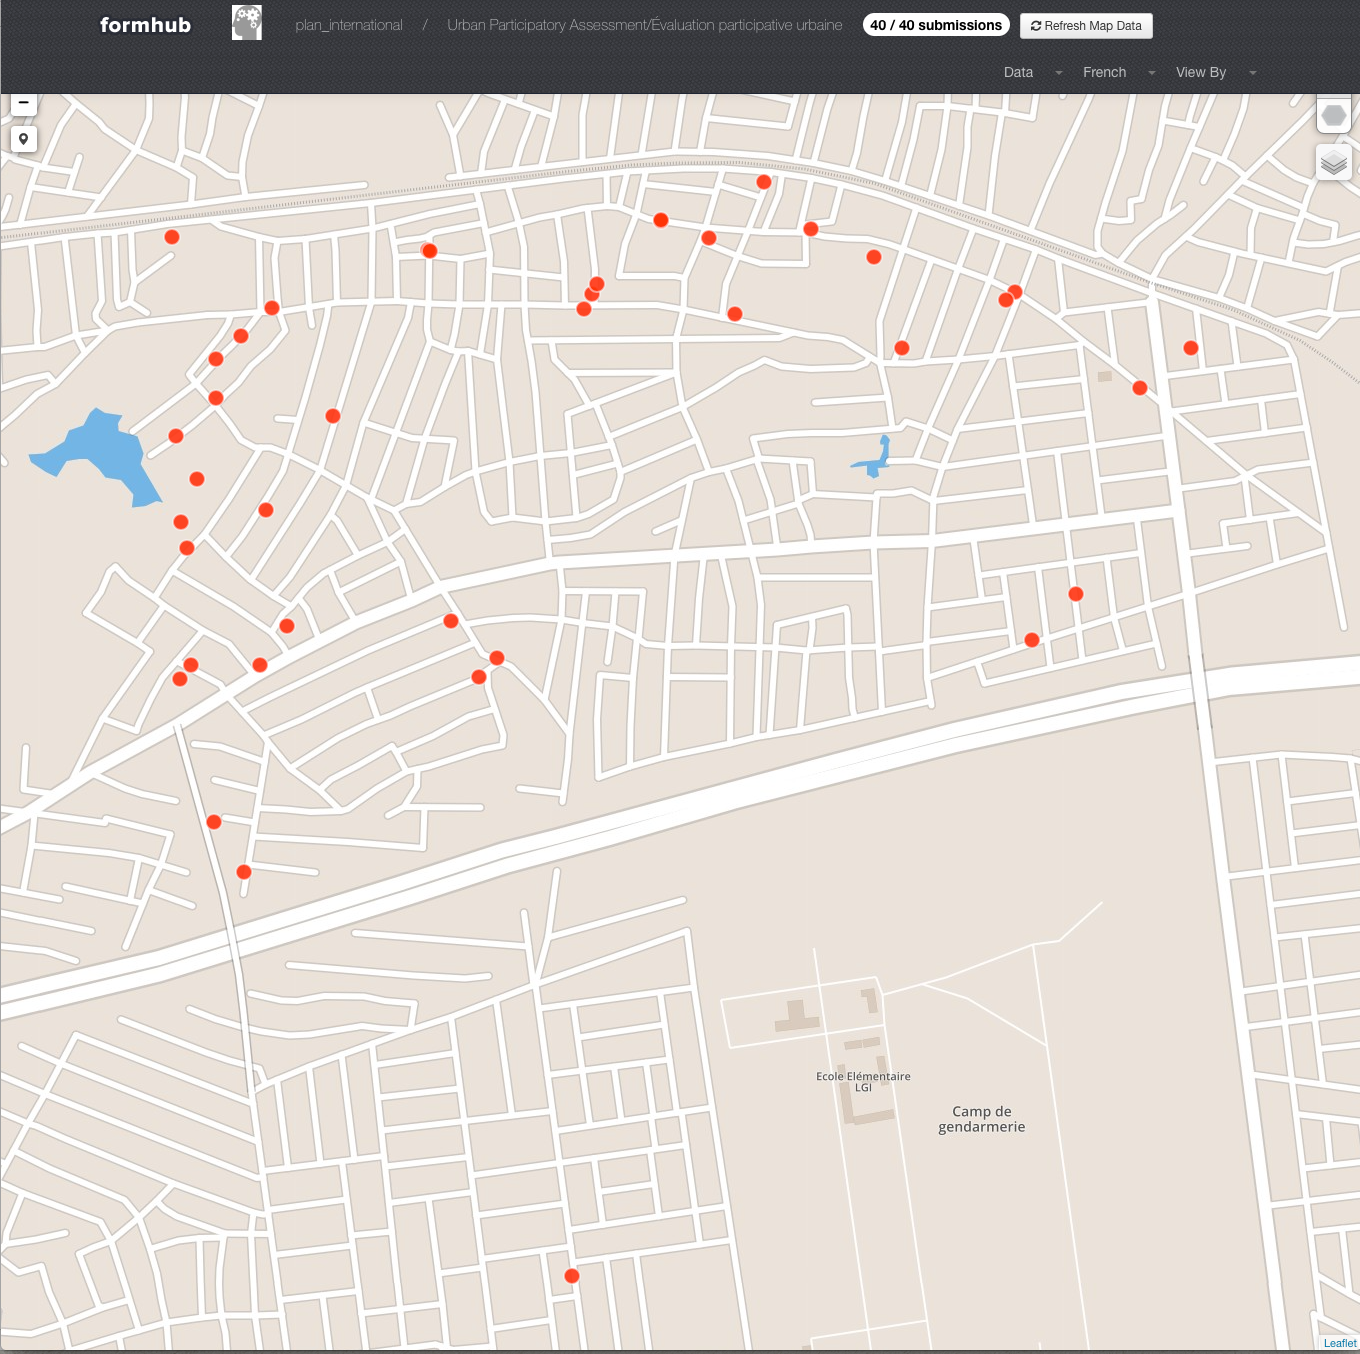 formhub
plan_international / Urban Participatory Assessment/Évaluation participative urbaine
40 / 40 submissions
Refresh Map Data
Data French View By
−
Ecole Elémentaire
LGI
Camp de
gendarmerie
Leaflet